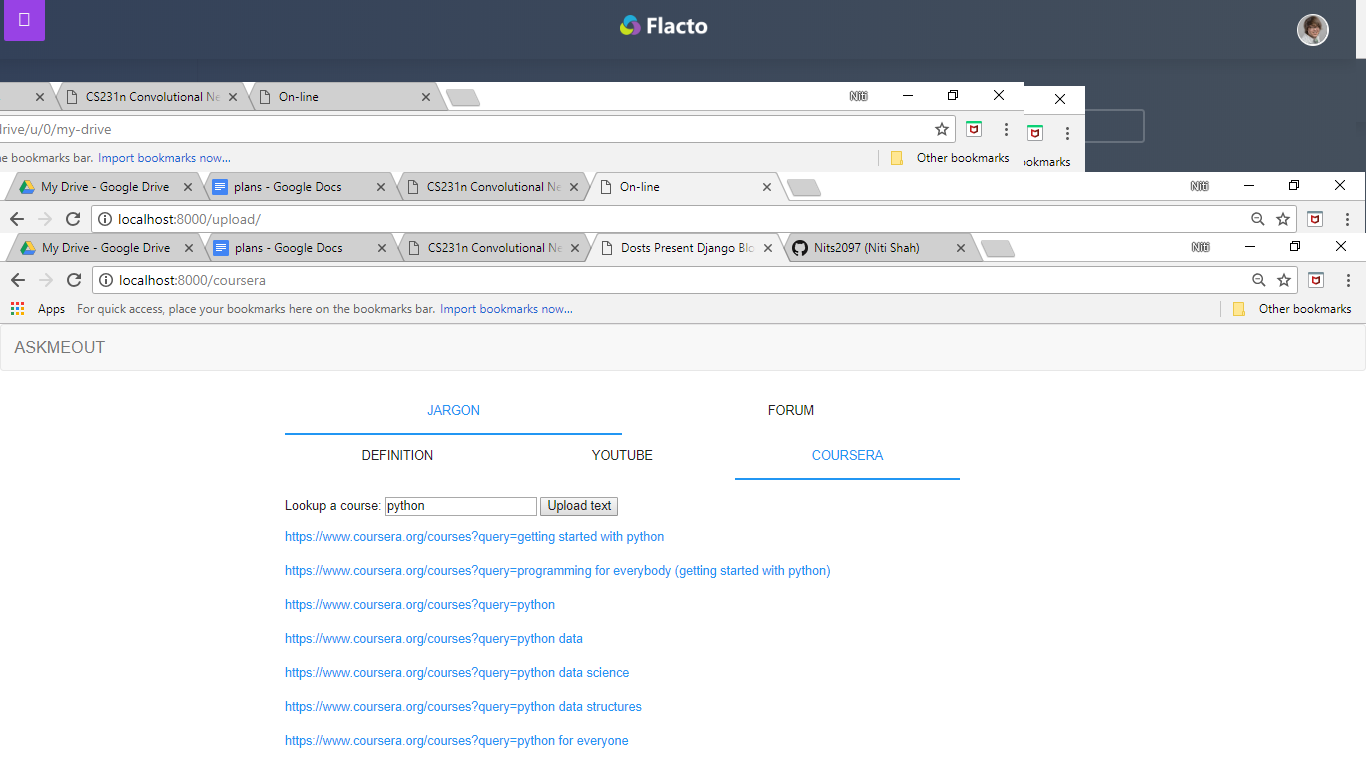 Flacto
CS231n Convolutional Ne On-line Niti
drive/u/0/my-drive
e bookmarks bar. Import bookmarks now... Other bookmarks okmarks
My Drive - Google Drive plans - Google Docs CS231n Convolutional Ne On-line Niti
localhost:8000/upload/
My Drive - Google Drive plans - Google Docs CS231n Convolutional Ne Dosts Present Django Blo Nits2097 (Niti Shah) Niti
localhost:8000/coursera
Apps For quick access, place your bookmarks here on the bookmarks bar. Import bookmarks now... Other bookmarks
ASKMEOUT
JARGON FORUM
DEFINITION YOUTUBE COURSERA
Lookup a course: python Upload text
https://www.coursera.org/courses?query=getting started with python
https://www.coursera.org/courses?query=programming for everybody (getting started with python)
https://www.coursera.org/courses?query=python
https://www.coursera.org/courses?query=python data
https://www.coursera.org/courses?query=python data science
https://www.coursera.org/courses?query=python data structures
https://www.coursera.org/courses?query=python for everyone